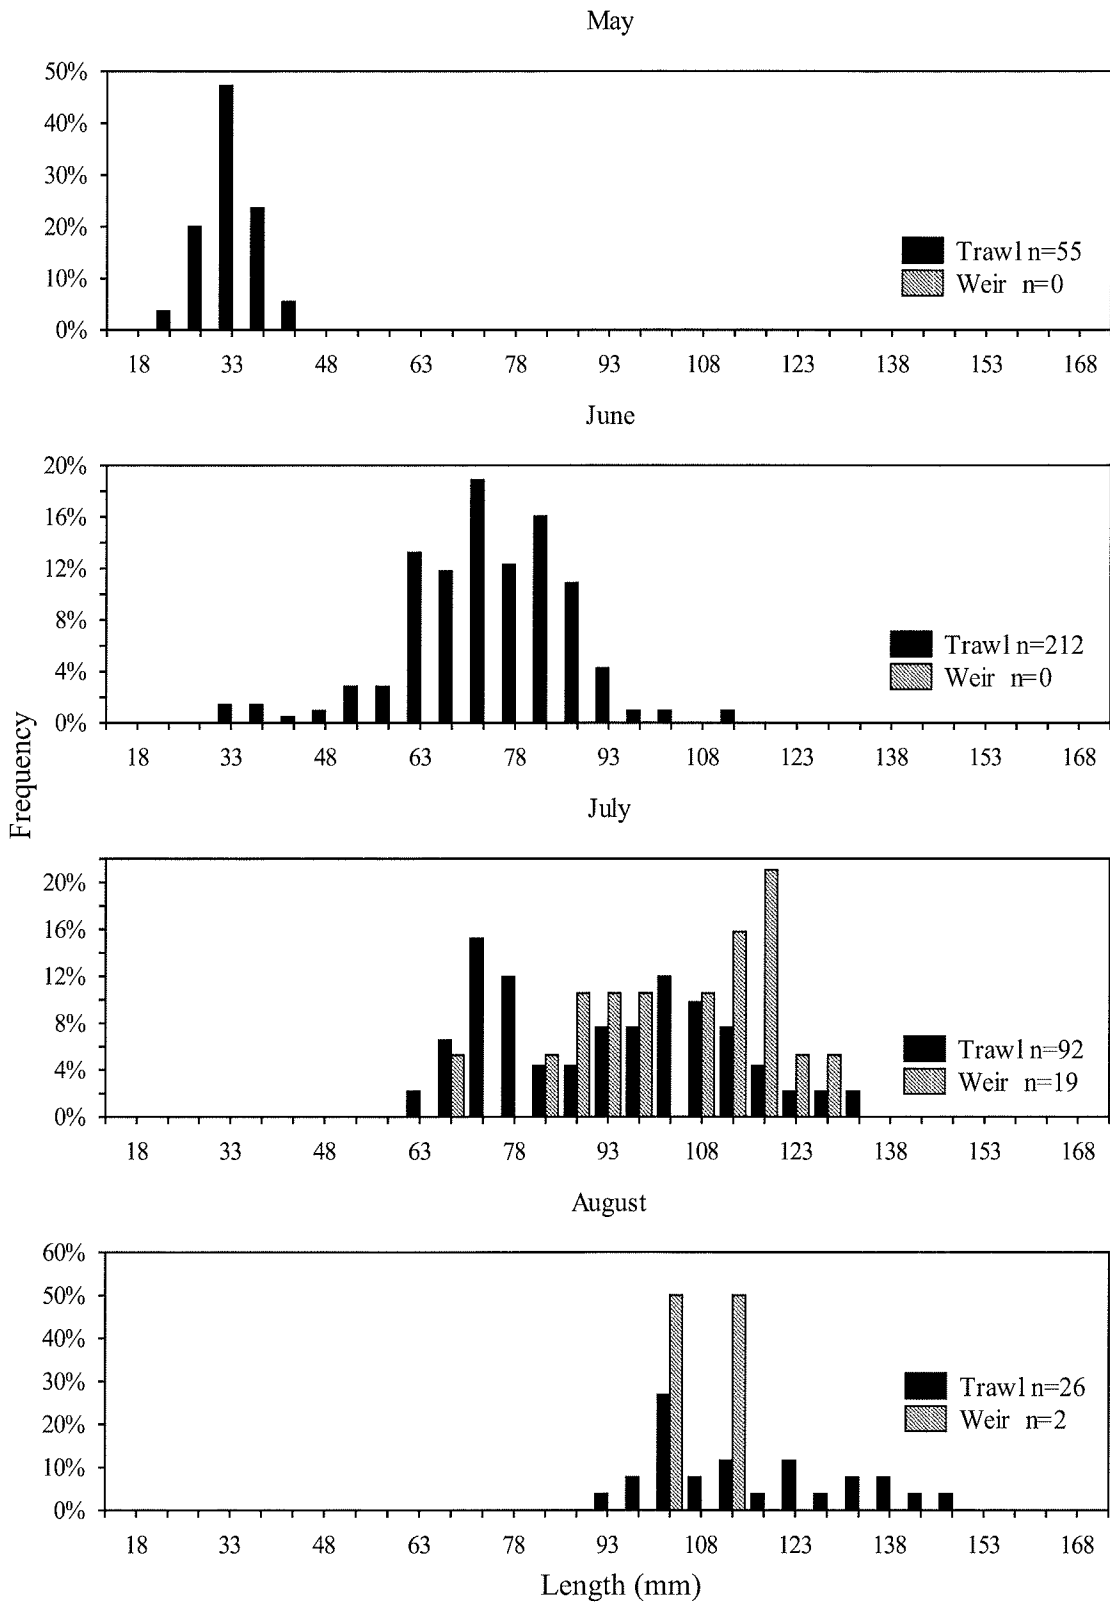 May
50%
40%
30%
20%
10%
0%
Trawl n=55
Weir n=0
18 33 48 63 78 93 108 123 138 153 168
June
20%
16%
12%
8%
4%
0%
Trawl n=212
Weir n=0
18 33 48 63 78 93 108 123 138 153 168
Frequency
July
20%
16%
12%
8%
4%
0%
Trawl n=92
Weir n=19
18 33 48 63 78 93 108 123 138 153 168
August
60%
50%
40%
30%
20%
10%
0%
Trawl n=26
Weir n=2
18 33 48 63 78 93 108 123 138 153 168
Length (mm)